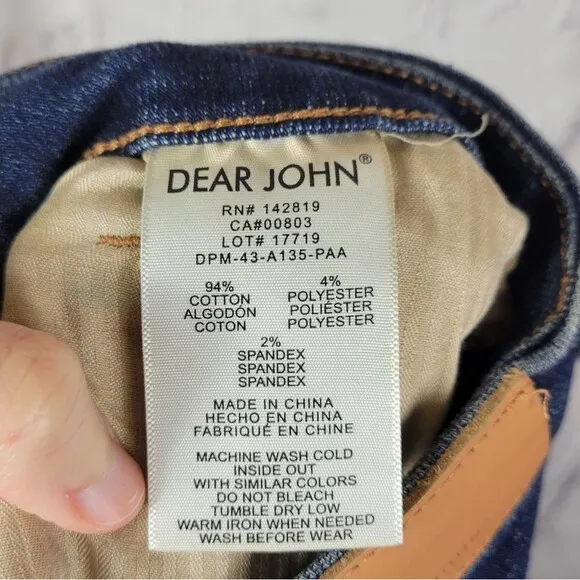 DEAR JOHN®
RN# 142819
CA#00803
LOT# 17719
DPM-43-A135-PAA
94%
COTTON
ALGODÓN
COTON
4%
POLYESTER
POLIÉSTER
POLYESTER
2%
SPANDEX
SPANDEX
SPANDEX
MADE IN CHINA
HECHO EN CHINA
FABRIQUÉ EN CHINE
MACHINE WASH COLD
INSIDE OUT
WITH SIMILAR COLORS
DO NOT BLEACH
TUMBLE DRY LOW
WARM IRON WHEN NEEDED
WASH BEFORE WEAR